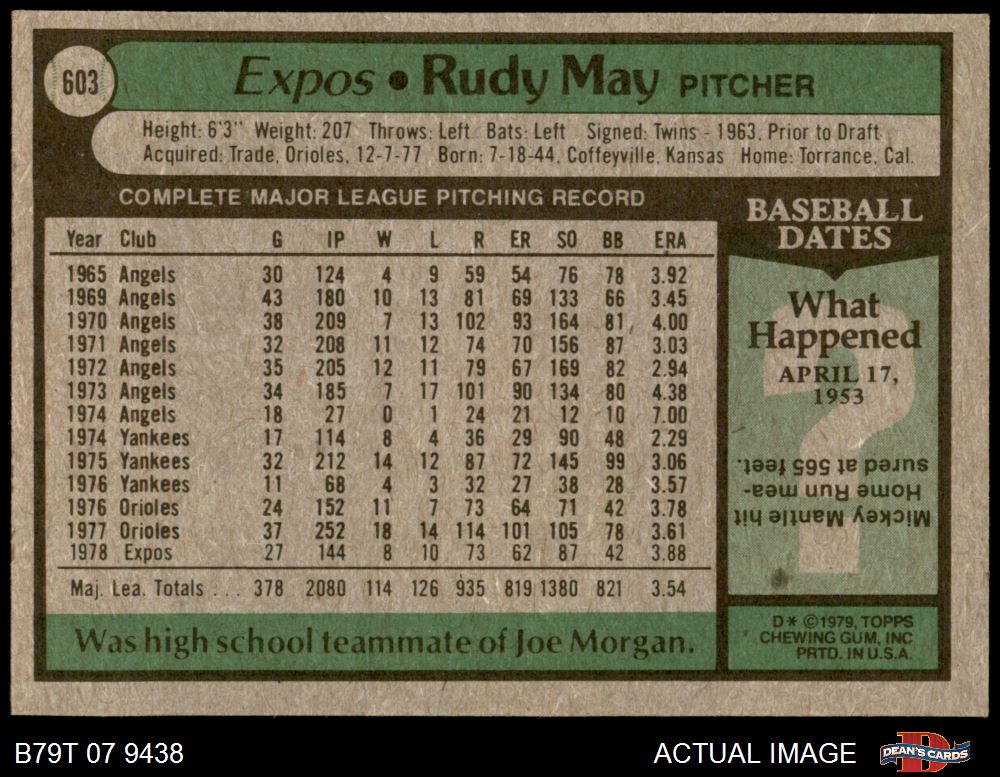 603
Expos • Rudy May PITCHER
Height: 6'3" Weight: 207 Throws: Left Bats: Left Signed: Twins - 1963, Prior to Draft
Acquired: Trade, Orioles, 12-7-77 Born: 7-18-44, Coffeyville, Kansas Home: Torrance, Cal.
COMPLETE MAJOR LEAGUE PITCHING RECORD
Year Club G IP W L R ER SO BB ERA
1965 Angels 30 124 4 9 59 54 76 78 3.92
1969 Angels 43 180 10 13 81 69 133 66 3.45
1970 Angels 38 209 7 13 102 93 164 81 4.00
1971 Angels 32 208 11 12 74 70 156 87 3.03
1972 Angels 35 205 12 11 79 67 169 82 2.94
1973 Angels 34 185 7 17 101 90 134 80 4.38
1974 Angels 18 27 0 1 24 21 12 10 7.00
1974 Yankees 17 114 8 4 36 29 90 48 2.29
1975 Yankees 32 212 14 12 87 72 145 99 3.06
1976 Yankees 11 68 4 3 32 27 38 28 3.57
1976 Orioles 24 152 11 7 73 64 71 42 3.78
1977 Orioles 37 252 18 14 114 101 105 78 3.61
1978 Expos 27 144 8 10 73 62 87 42 3.88
Maj. Lea. Totals . . . 378 2080 114 126 935 819 1380 821 3.54
Was high school teammate of Joe Morgan.
BASEBALL
DATES
What
Happened
APRIL 17,
1953
?
Mickey Mantle hit
Home Run mea-
sured at 565 feet.
D* ©1979, TOPPS
CHEWING GUM, INC
PRTD. IN U.S.A.
B79T 07 9438
ACTUAL IMAGE
D
DEAN'S CARDS